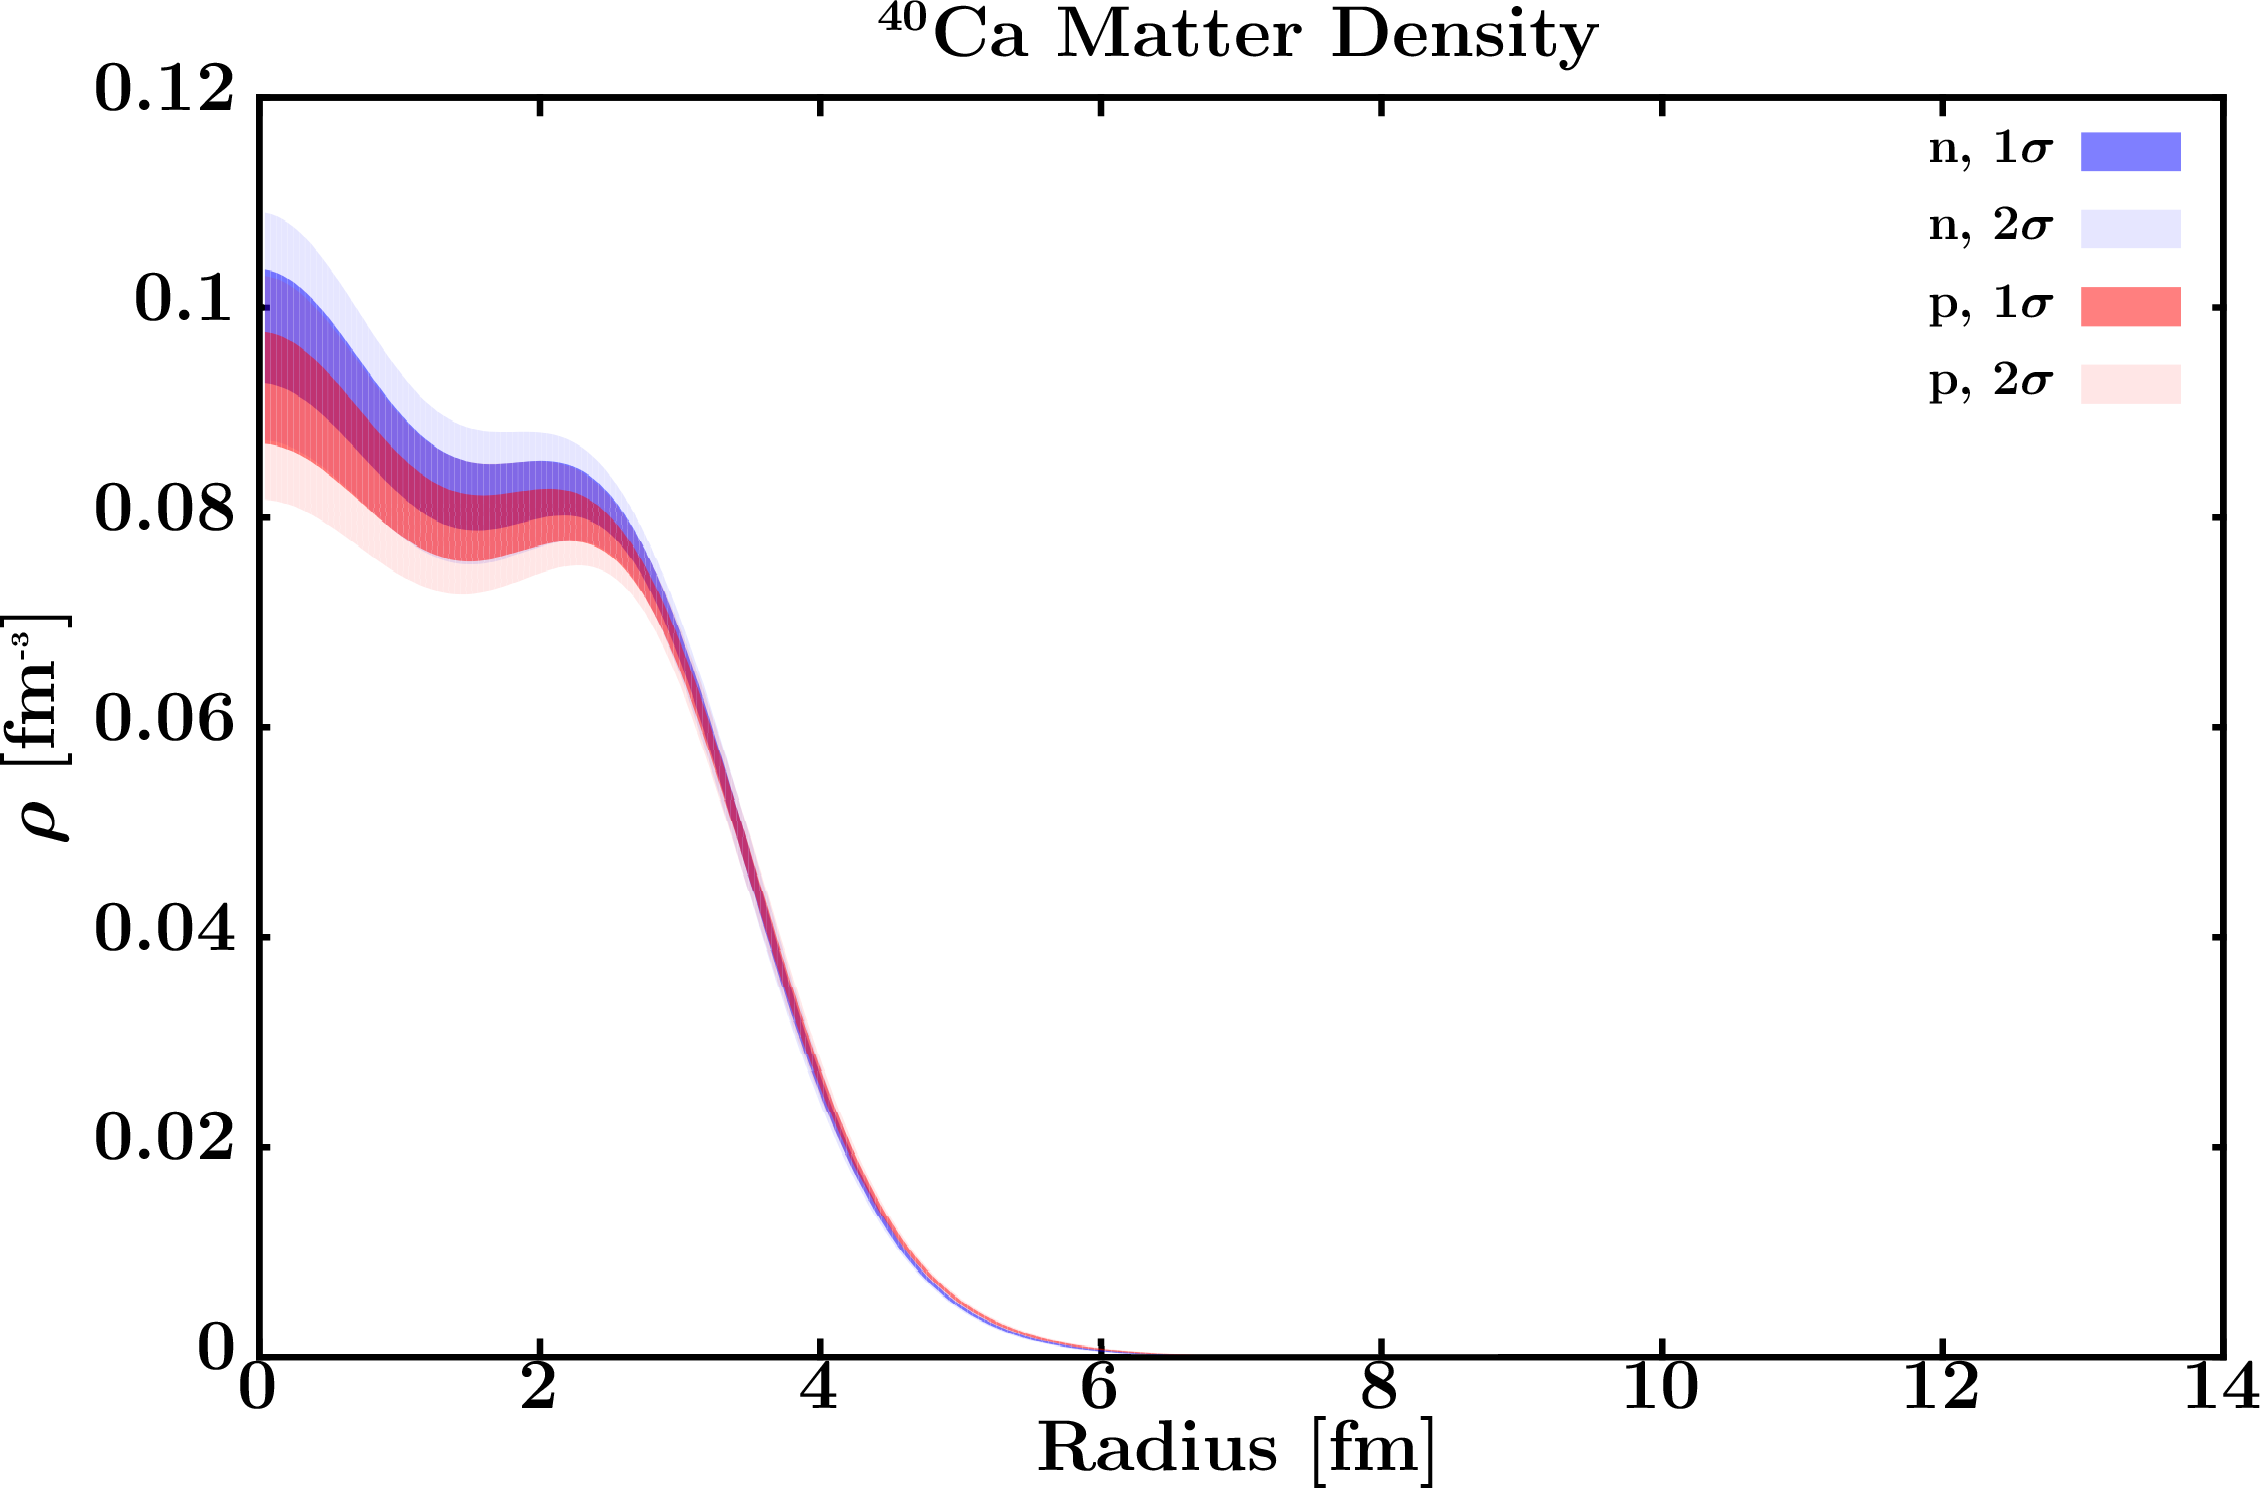 ⁴⁰Ca Matter Density
0.12
0.1
0.08
0.06
0.04
0.02
0
ρ [fm⁻³]
n, 1σ
n, 2σ
p, 1σ
p, 2σ
0 2 4 6 8 10 12 14
Radius [fm]